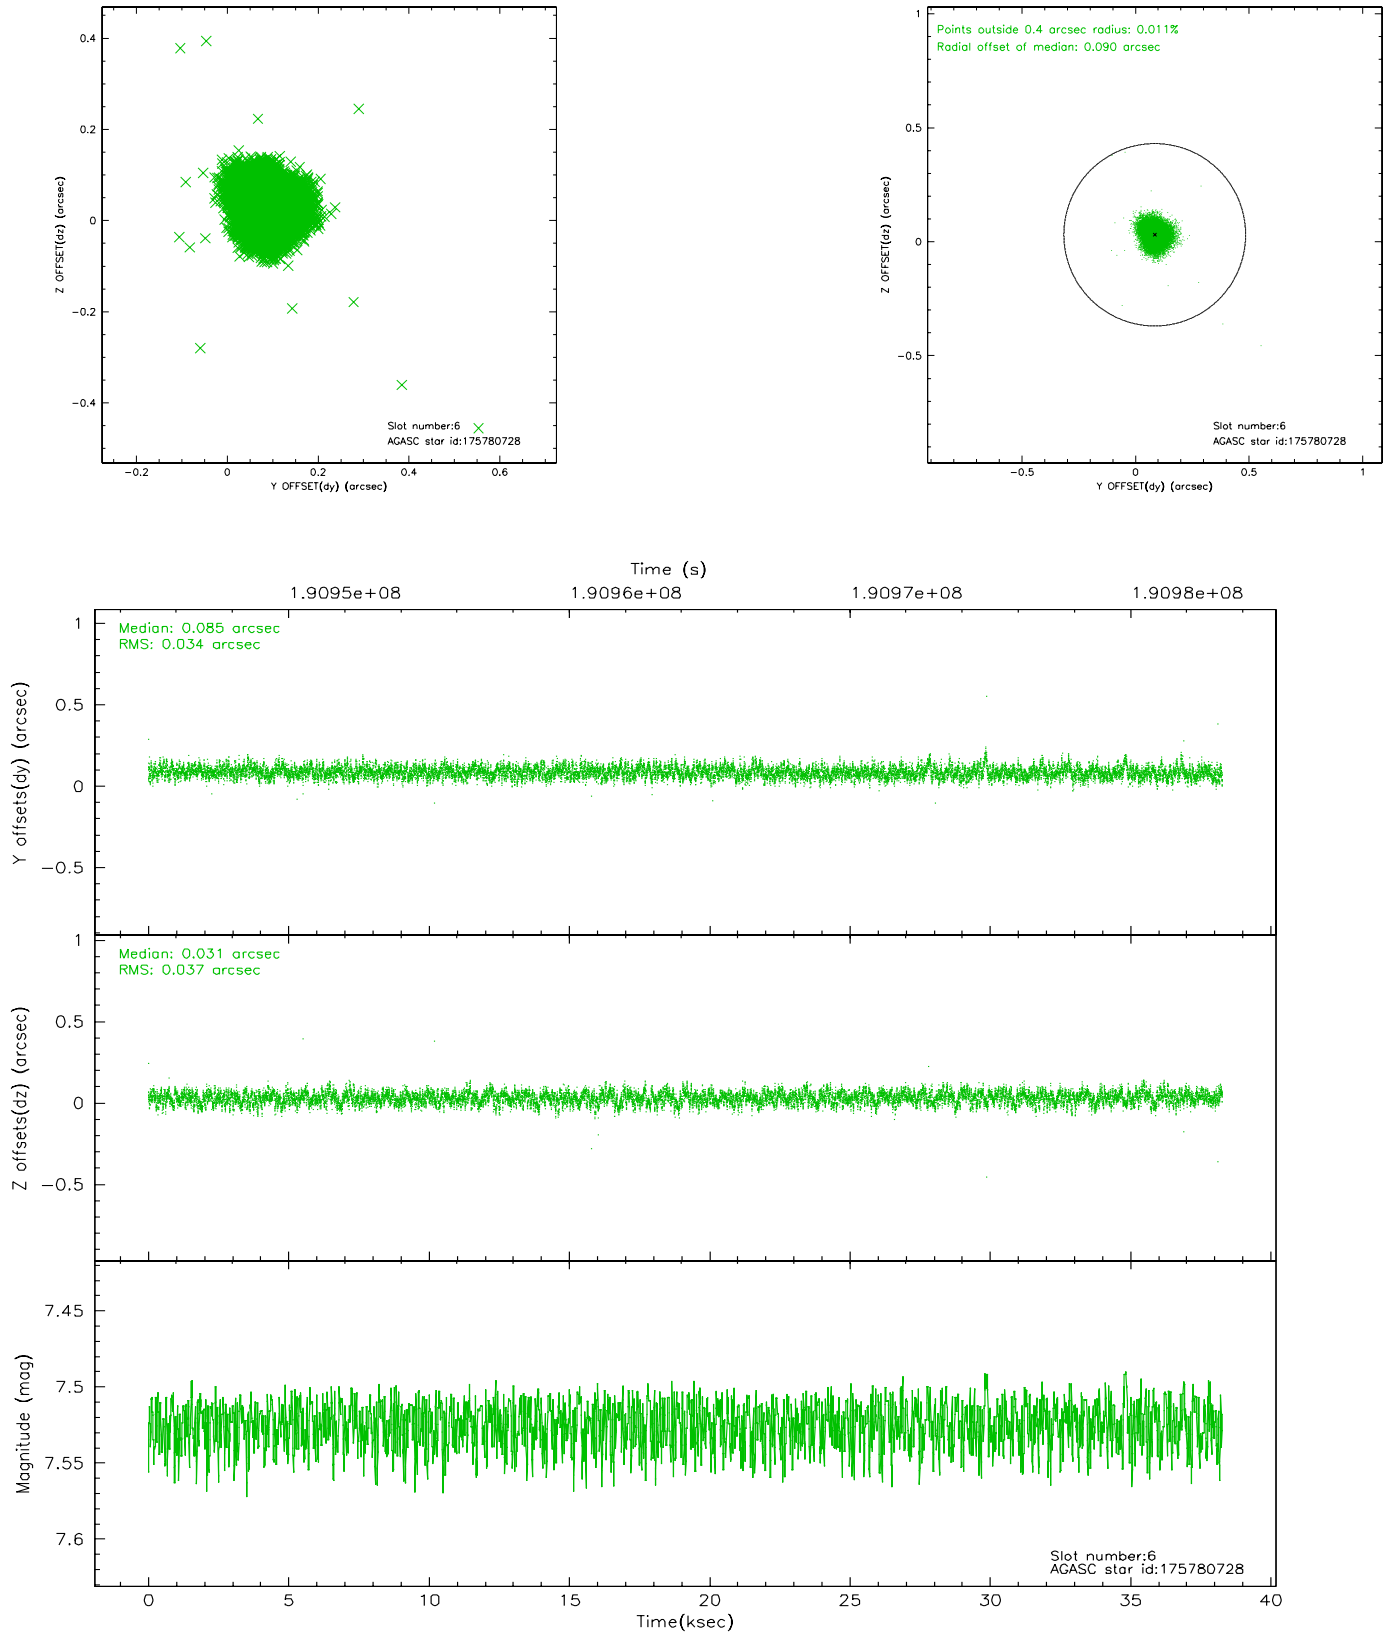 0.4
0.2
0
−0.2
−0.4
Z OFFSET(dz) (arcsec)
Slot number:6
AGASC star id:175780728
−0.2 0 0.2 0.4 0.6
Y OFFSET(dy) (arcsec)
Points outside 0.4 arcsec radius: 0.011%
Radial offset of median: 0.090 arcsec
1
0.5
0
−0.5
Z OFFSET(dz) (arcsec)
Slot number:6
AGASC star id:175780728
−0.5 0 0.5 1
Y OFFSET(dy) (arcsec)
Time (s)
1.9095e+08 1.9096e+08 1.9097e+08 1.9098e+08
Median: 0.085 arcsec
RMS: 0.034 arcsec
1
0.5
0
−0.5
Y offsets(dy) (arcsec)
Median: 0.031 arcsec
RMS: 0.037 arcsec
1
0.5
0
−0.5
Z offsets(dz) (arcsec)
7.45
7.5
7.55
7.6
Magnitude (mag)
Slot number:6
AGASC star id:175780728
0 5 10 15 20 25 30 35 40
Time(ksec)